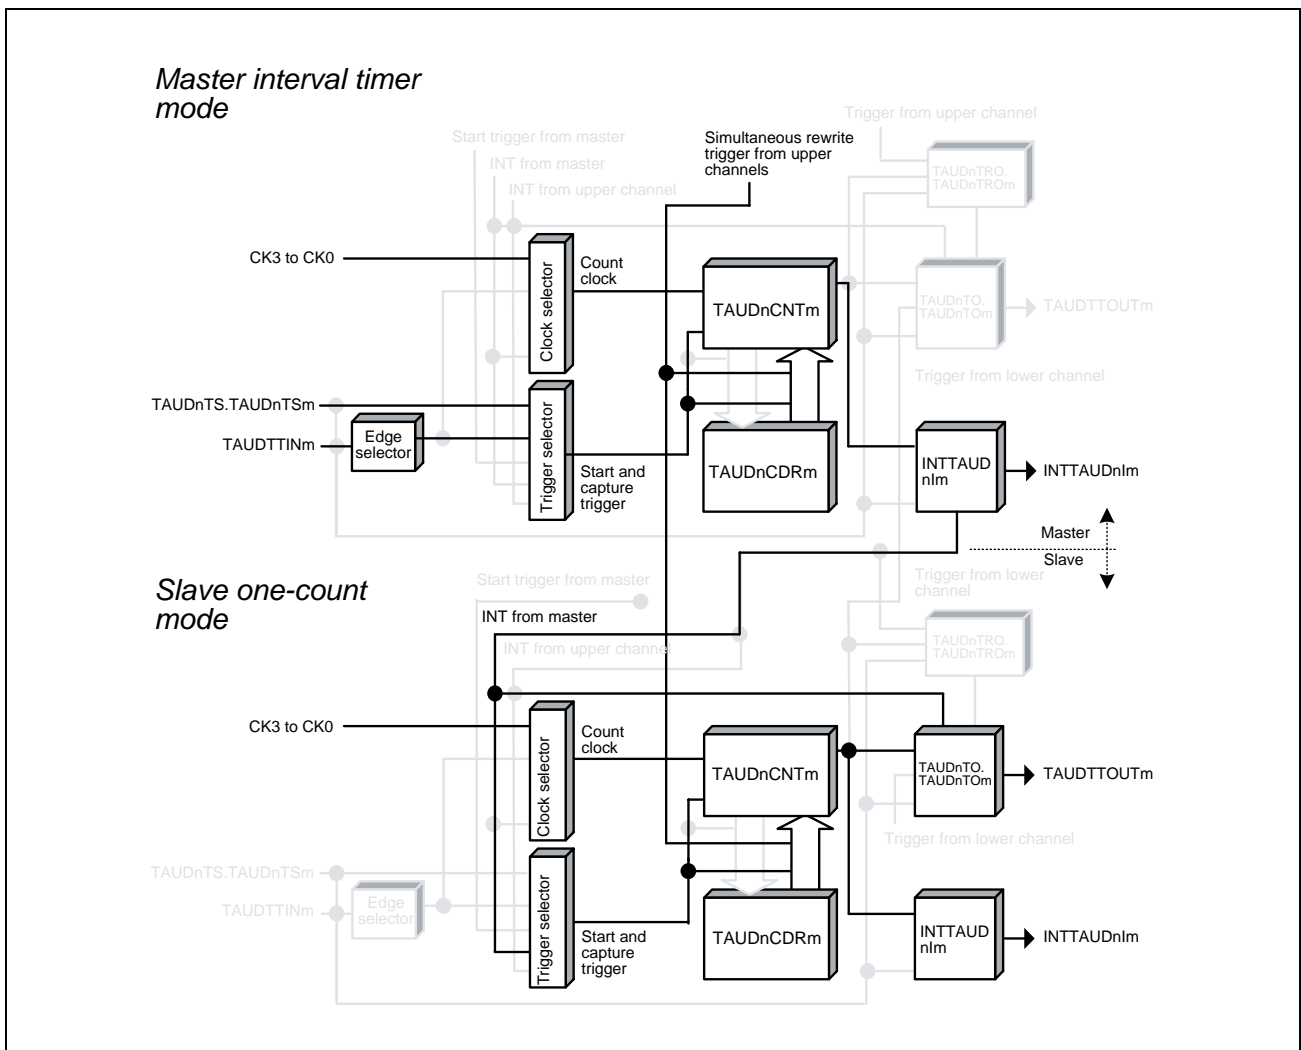 Master interval timer
mode
Trigger from upper channel
Start trigger from master
Simultaneous rewrite
trigger from upper
channels
INT from master
INT from upper channel
TAUDnTRO.
TAUDnTROm
CK3 to CK0
Clock selector
Count
clock
TAUDnCNTm
TAUDnTO.
TAUDnTOm
TAUDTTOUTm
Trigger from lower channel
TAUDnTS.TAUDnTSm
TAUDTTINm
Edge
selector
Trigger selector
Start and
capture
trigger
TAUDnCDRm
INTTAUD
nIm
INTTAUDnIm
Master
Slave
Slave one-count
mode
Start trigger from master
Trigger from lower
channel
INT from master
INT from upper channel
TAUDnTRO.
TAUDnTROm
CK3 to CK0
Clock selector
Count
clock
TAUDnCNTm
TAUDnTO.
TAUDnTOm
TAUDTTOUTm
Trigger from lower channel
TAUDnTS.TAUDnTSm
TAUDTTINm
Edge
selector
Trigger selector
Start and
capture
trigger
TAUDnCDRm
INTTAUD
nIm
INTTAUDnIm